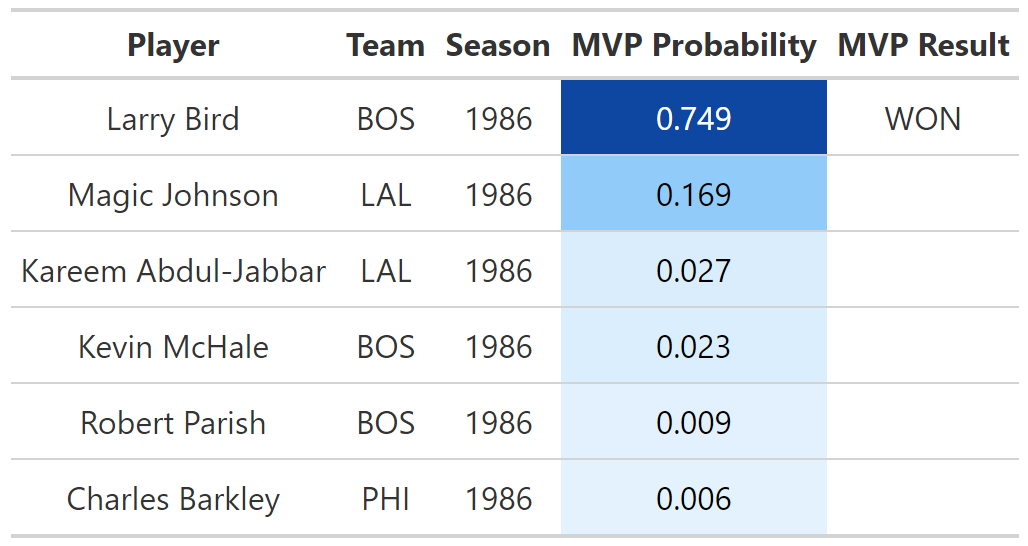 Player Team Season MVP Probability MVP Result
Larry Bird BOS 1986 0.749 WON
Magic Johnson LAL 1986 0.169
Kareem Abdul-Jabbar LAL 1986 0.027
Kevin McHale BOS 1986 0.023
Robert Parish BOS 1986 0.009
Charles Barkley PHI 1986 0.006